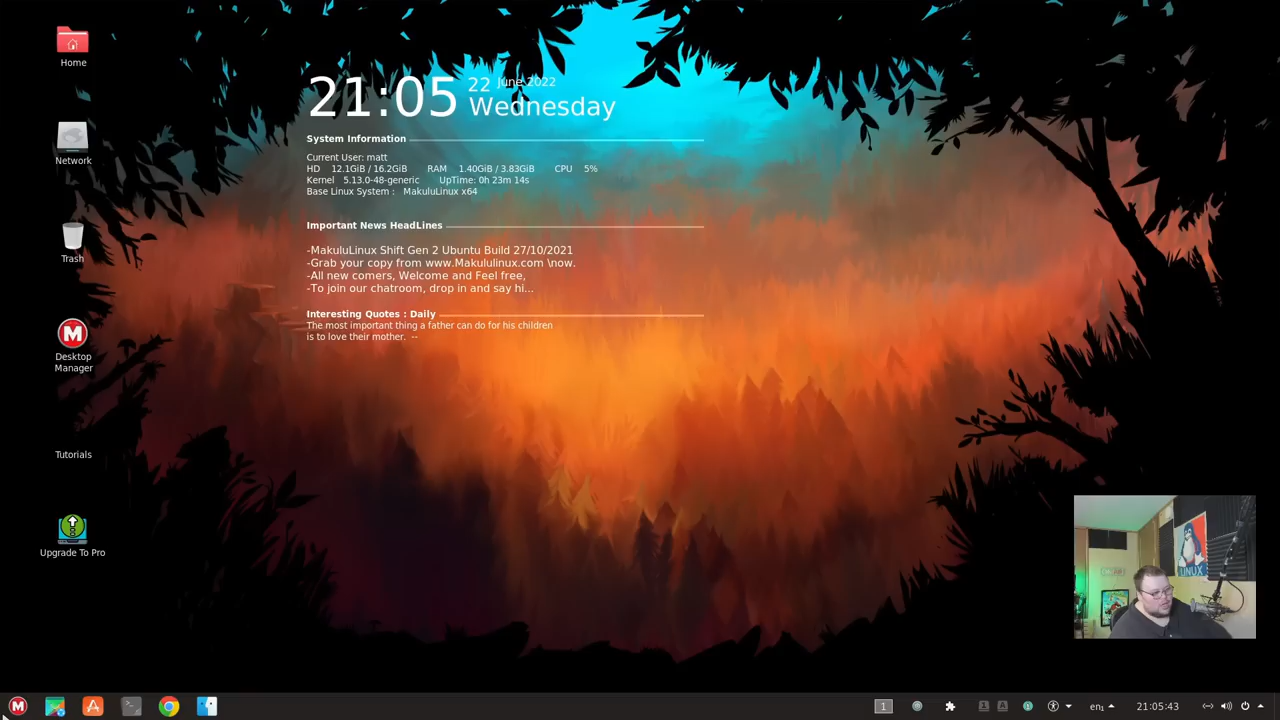 Home
Network
Trash
Desktop
Manager
Tutorials
Upgrade To Pro
21:05
22 June 2022
Wednesday
System Information
Current User: matt
HD 12.1GiB / 16.2GiB RAM 1.40GiB / 3.83GiB CPU 5%
Kernel 5.13.0-48-generic UpTime: 0h 23m 14s
Base Linux System : MakuluLinux x64
Important News HeadLines
-MakuluLinux Shift Gen 2 Ubuntu Build 27/10/2021
-Grab your copy from www.Makululinux.com \now.
-All new comers, Welcome and Feel free,
-To join our chatroom, drop in and say hi...
Interesting Quotes : Daily
The most important thing a father can do for his children
is to love their mother. --
LINUX
M
M
1 1 A en₁ 21:05:43